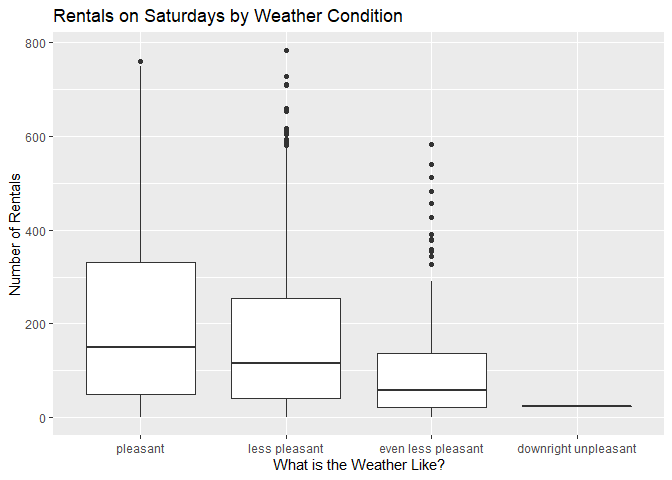 Rentals on Saturdays by Weather Condition
800
600
400
200
0
Number of Rentals
pleasant
less pleasant
even less pleasant
downright unpleasant
What is the Weather Like?